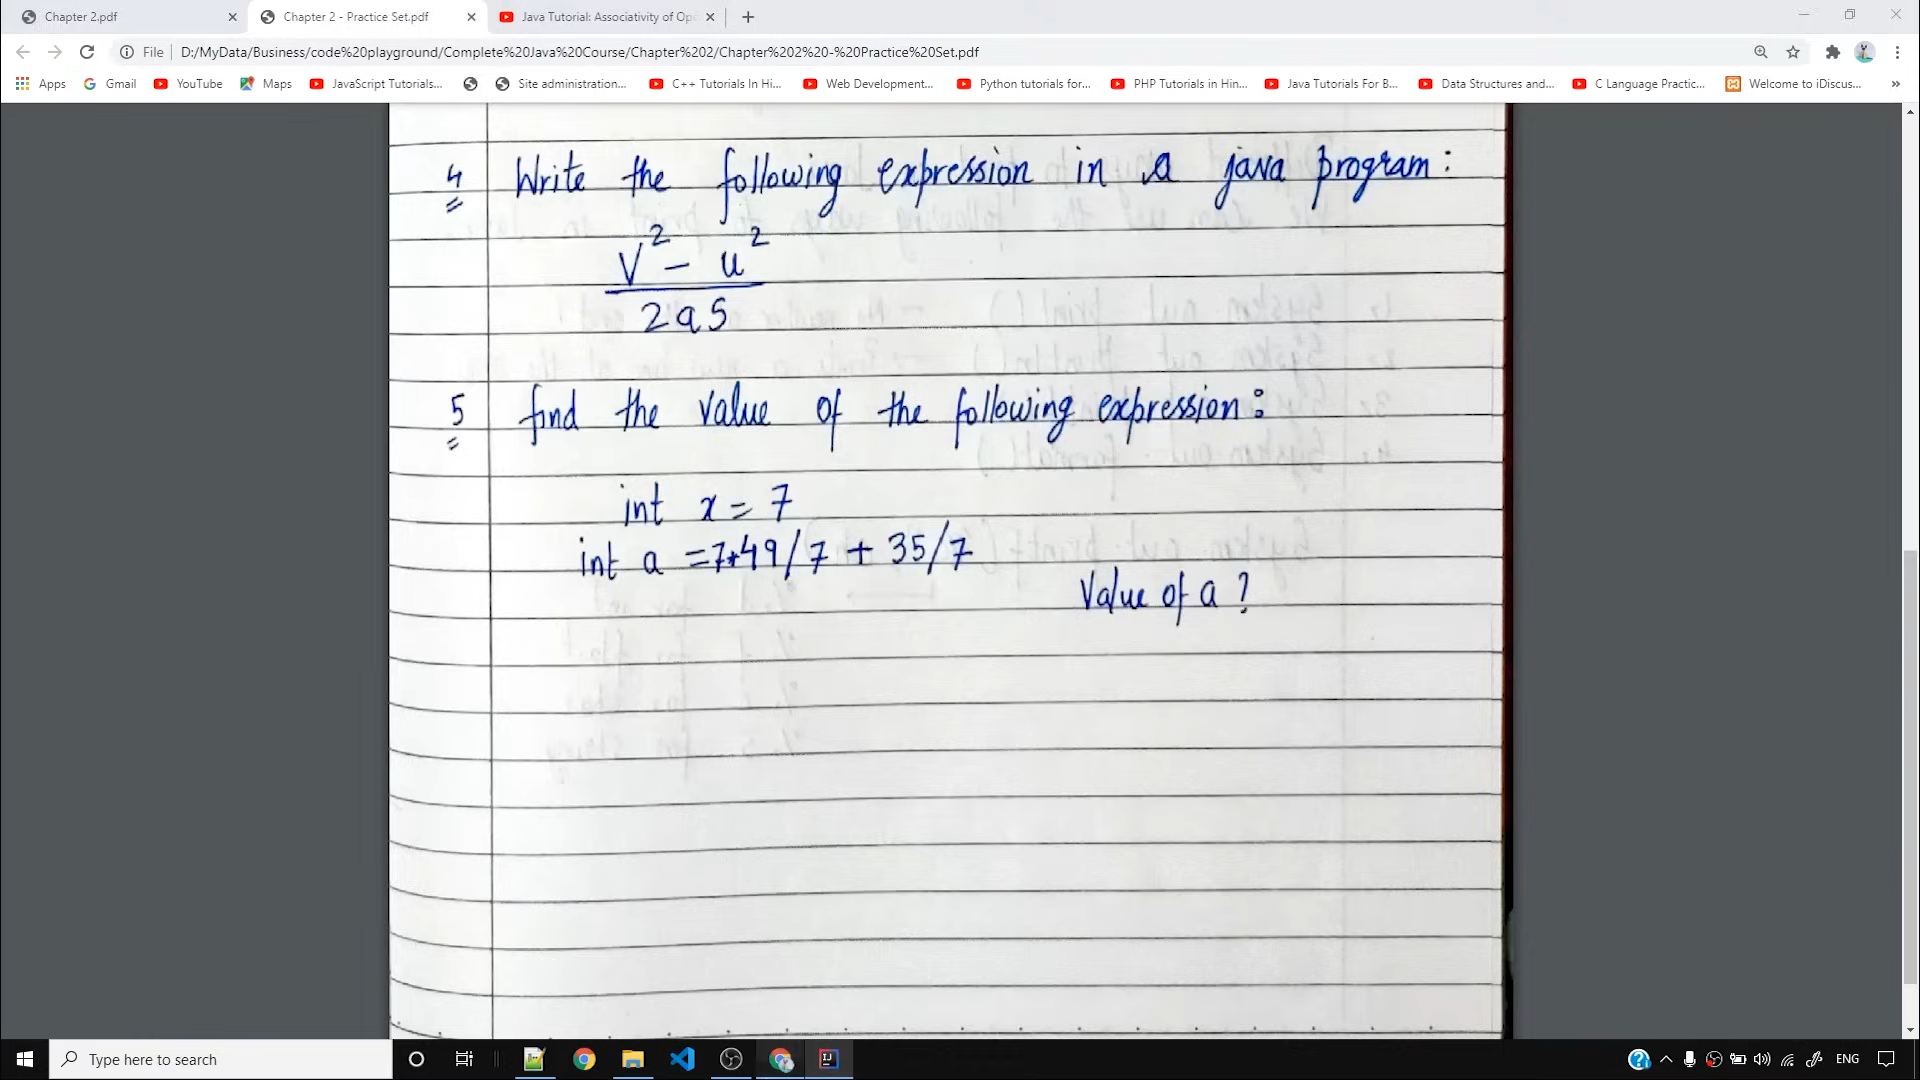 Chapter 2.pdf
Chapter 2 - Practice Set.pdf
Java Tutorial: Associativity of Op
File
D:/MyData/Business/code%20playground/Complete%20Java%20Course/Chapter%202/Chapter%202%20-%20Practice%20Set.pdf
Apps Gmail YouTube Maps JavaScript Tutorials... Site administration... C++ Tutorials In Hi... Web Development... Python tutorials for... PHP Tutorials in Hin... Java Tutorials For B... Data Structures and... C Language Practic... Welcome to iDiscus... »
4 Write the following expression in a java program:
V² - u²
2as
5 find the value of the following expression:
int x = 7
int a = 7*49/7 + 35/7
Value of a ?
Type here to search
ENG